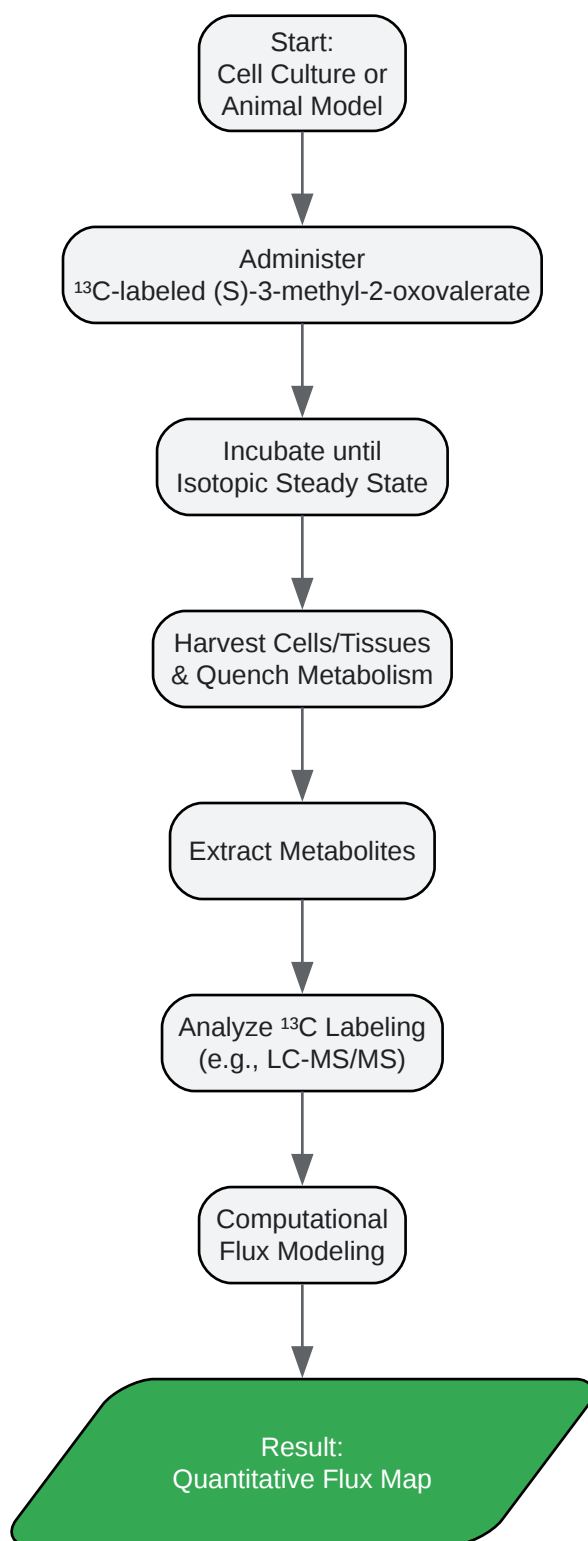 Start:
Cell Culture or
Animal Model
Administer
¹³C-labeled (S)-3-methyl-2-oxovalerate
Incubate until
Isotopic Steady State
Harvest Cells/Tissues
& Quench Metabolism
Extract Metabolites
Analyze ¹³C Labeling
(e.g., LC-MS/MS)
Computational
Flux Modeling
Result:
Quantitative Flux Map